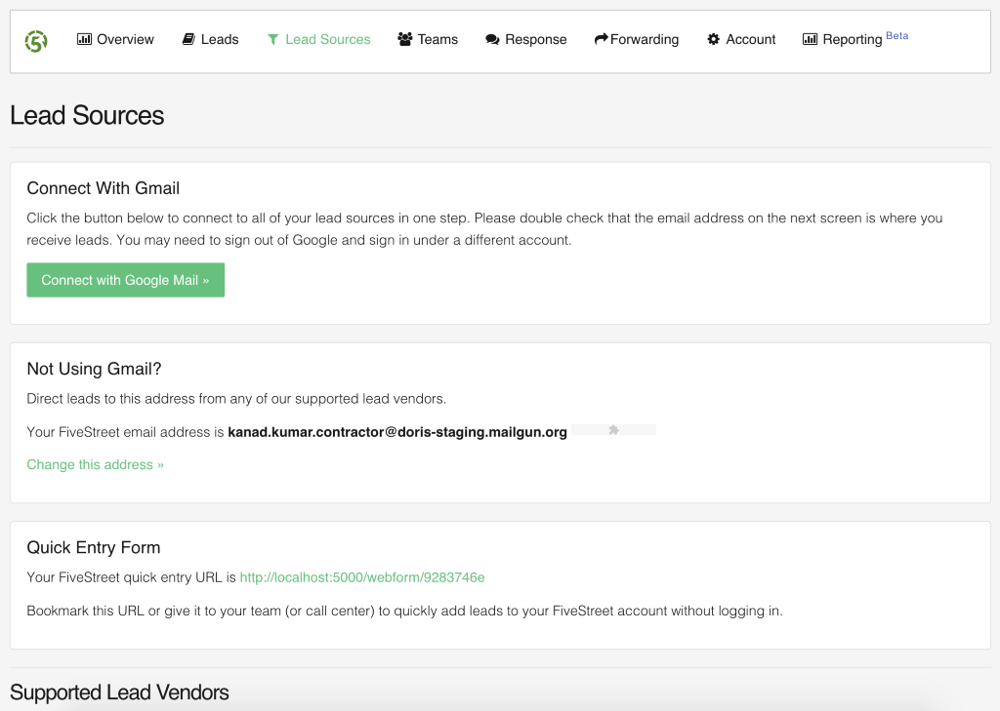 5 Overview Leads Lead Sources Teams Response Forwarding Account Reporting Beta
Lead Sources
Connect With Gmail
Click the button below to connect to all of your lead sources in one step. Please double check that the email address on the next screen is where you
receive leads. You may need to sign out of Google and sign in under a different account.
Connect with Google Mail »
Not Using Gmail?
Direct leads to this address from any of our supported lead vendors.
Your FiveStreet email address is kanad.kumar.contractor@doris-staging.mailgun.org
Change this address »
Quick Entry Form
Your FiveStreet quick entry URL is http://localhost:5000/webform/9283746e
Bookmark this URL or give it to your team (or call center) to quickly add leads to your FiveStreet account without logging in.
Supported Lead Vendors